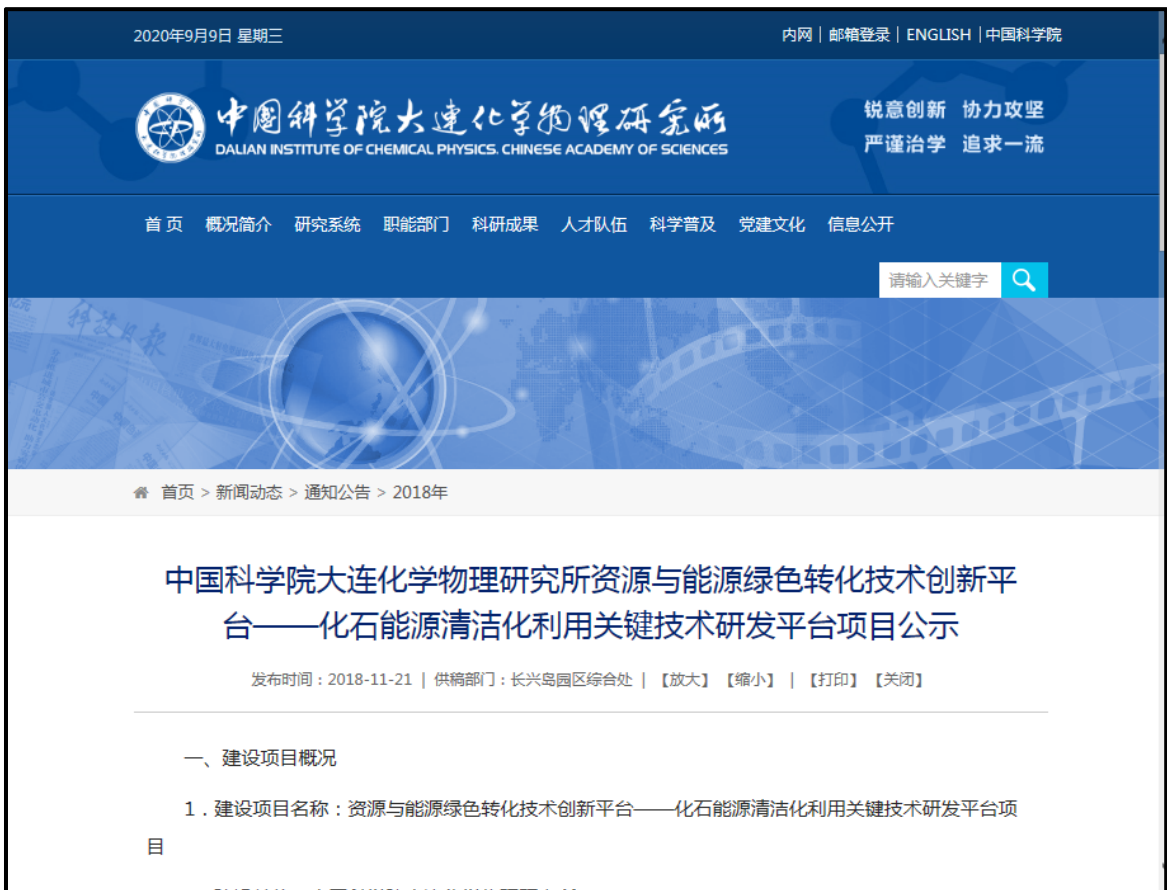 2020年9月9日 星期三
内网 | 邮箱登录 | ENGLISH | 中国科学院
中国科学院大连化学物理研究所
DALIAN INSTITUTE OF CHEMICAL PHYSICS. CHINESE ACADEMY OF SCIENCES
锐意创新 协力攻坚
严谨治学 追求一流
首页 概况简介 研究系统 职能部门 科研成果 人才队伍 科学普及 党建文化 信息公开
请输入关键字
科技日报
首页 > 新闻动态 > 通知公告 > 2018年
中国科学院大连化学物理研究所资源与能源绿色转化技术创新平
台——化石能源清洁化利用关键技术研发平台项目公示
发布时间：2018-11-21 | 供稿部门：长兴岛园区综合处 | 【放大】 【缩小】 | 【打印】 【关闭】
一、建设项目概况
1．建设项目名称：资源与能源绿色转化技术创新平台——化石能源清洁化利用关键技术研发平台项
目